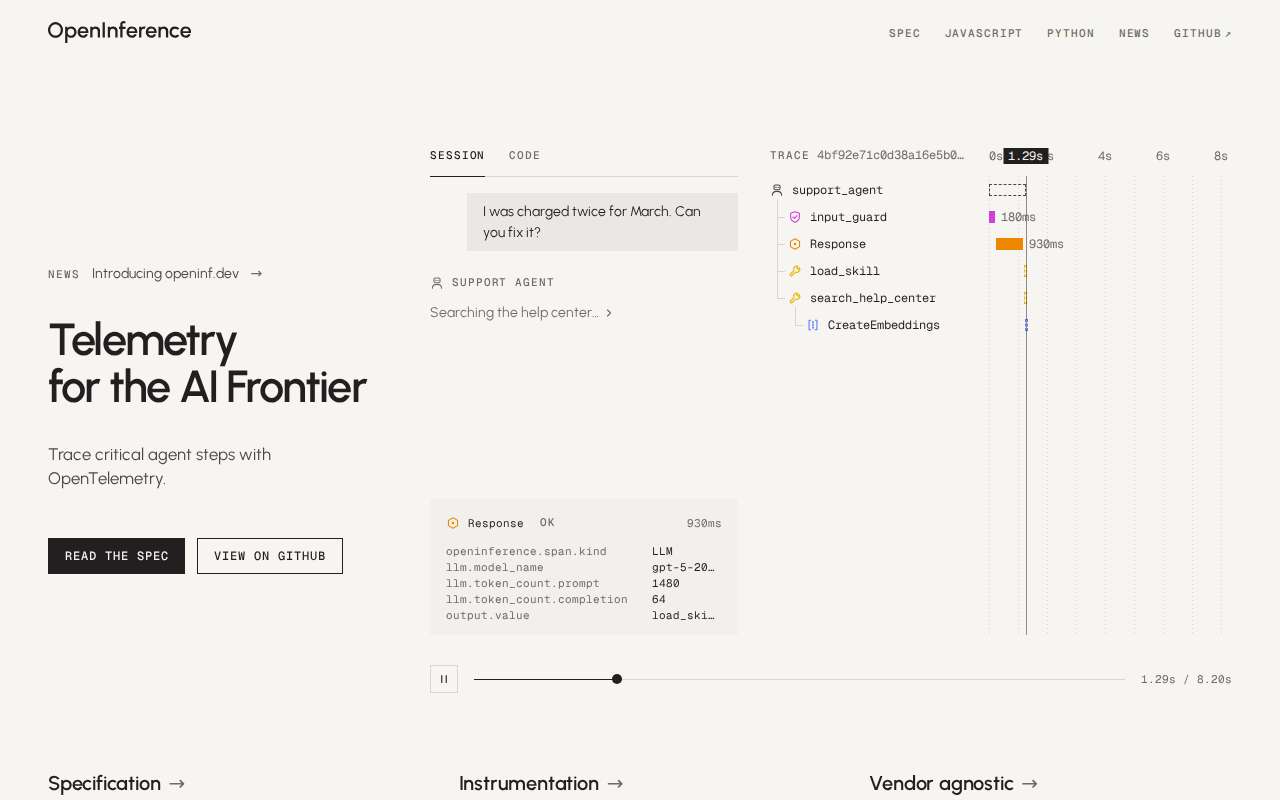 OpenInference
SPEC JAVASCRIPT PYTHON NEWS GITHUB ↗
NEWS Introducing openinf.dev →
Telemetry
for the AI Frontier
Trace critical agent steps with
OpenTelemetry.
READ THE SPEC VIEW ON GITHUB
SESSION CODE
I was charged twice for March. Can
you fix it?
SUPPORT AGENT
Searching the help center… ›
Response OK 930ms
openinference.span.kind LLM
llm.model_name gpt-5-20…
llm.token_count.prompt 1480
llm.token_count.completion 64
output.value load_ski…
TRACE 4bf92e71c0d38a16e5b0… 0s 1.29s s 4s 6s 8s
support_agent
input_guard 180ms
Response 930ms
load_skill
search_help_center
CreateEmbeddings
1.29s / 8.20s
Specification → Instrumentation → Vendor agnostic →